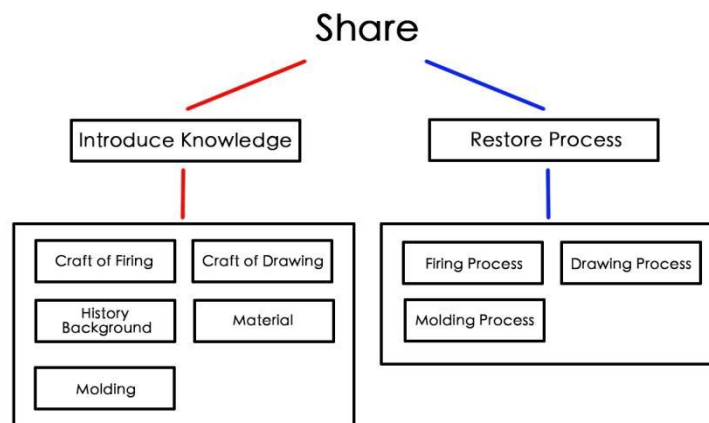 Share
Introduce Knowledge
Restore Process
Craft of Firing
Craft of Drawing
History
Background
Material
Molding
Firing Process
Drawing Process
Molding Process